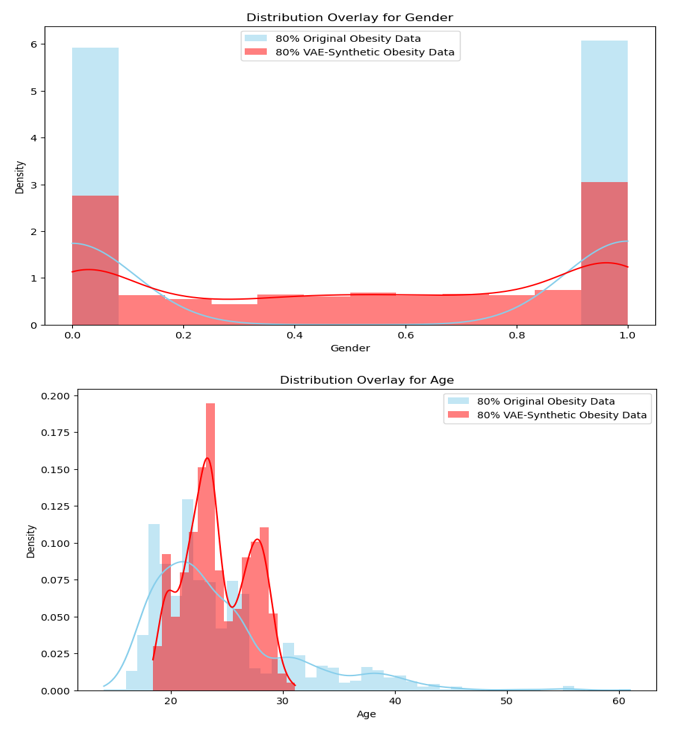 Distribution Overlay for Gender
80% Original Obesity Data
80% VAE-Synthetic Obesity Data
6
5
4
3
2
1
0
Density
0.0 0.2 0.4 0.6 0.8 1.0
Gender
Distribution Overlay for Age
80% Original Obesity Data
80% VAE-Synthetic Obesity Data
0.200
0.175
0.150
0.125
0.100
0.075
0.050
0.025
0.000
Density
20 30 40 50 60
Age